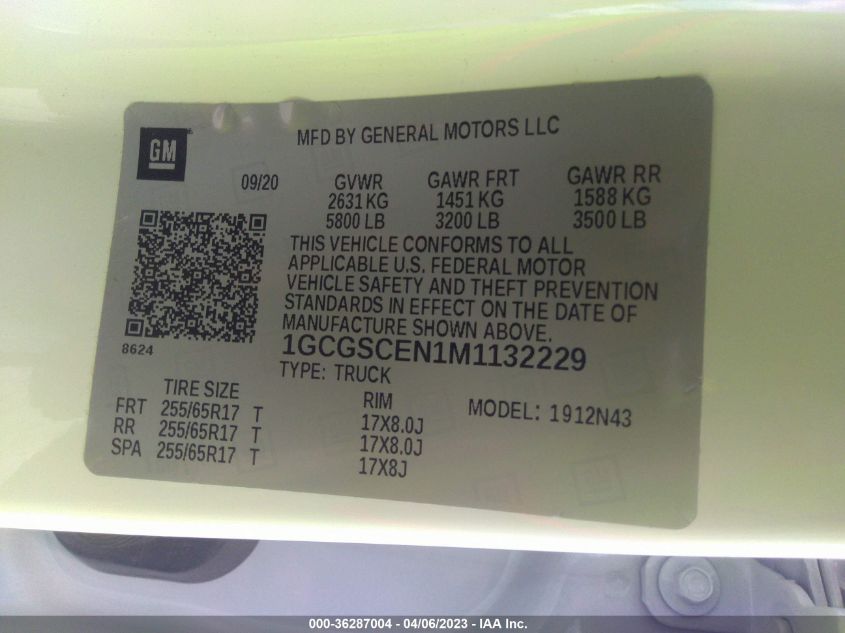 GM
MFD BY GENERAL MOTORS LLC
09/20 GVWR GAWR FRT GAWR RR
2631 KG 1451 KG 1588 KG
5800 LB 3200 LB 3500 LB
THIS VEHICLE CONFORMS TO ALL
APPLICABLE U.S. FEDERAL MOTOR
VEHICLE SAFETY AND THEFT PREVENTION
STANDARDS IN EFFECT ON THE DATE OF
MANUFACTURE SHOWN ABOVE.
8624
1GCGSCEN1M1132229
TYPE: TRUCK
TIRE SIZE RIM MODEL: 1912N43
FRT 255/65R17 T 17X8.0J
RR 255/65R17 T 17X8.0J
SPA 255/65R17 T 17X8J
000-36287004 - 04/06/2023 - IAA Inc.